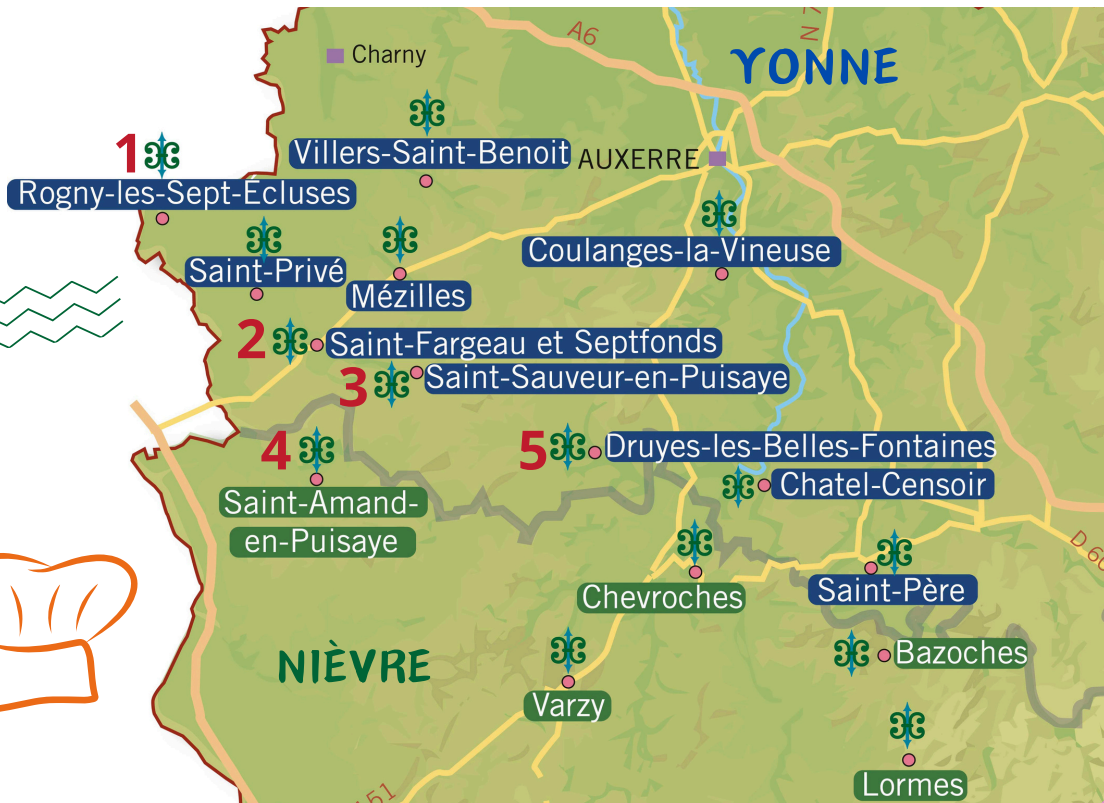 A6
N
Charny
YONNE
1
Villers-Saint-Benoit
AUXERRE
Rogny-les-Sept-Écluses
Coulanges-la-Vineuse
Saint-Privé
Mézilles
2
Saint-Fargeau et Septfonds
3
Saint-Sauveur-en-Puisaye
4
5
Druyes-les-Belles-Fontaines
Chatel-Censoir
Saint-Amand-
en-Puisaye
Chevroches
Saint-Père
NIÈVRE
Bazoches
Varzy
Lormes